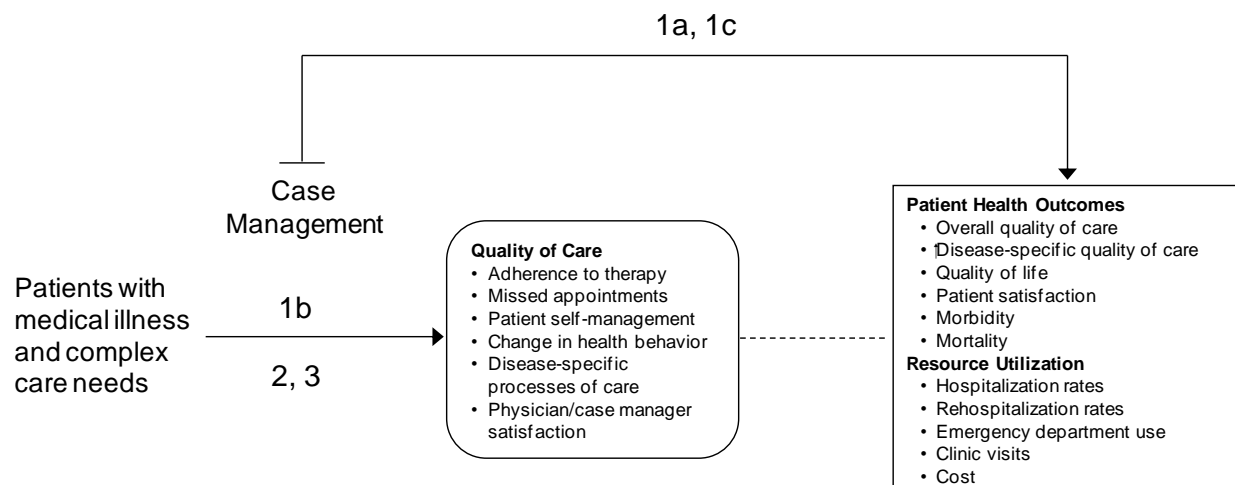 1a, 1c
Case
Management
Patients with
medical illness
and complex
care needs
1b
2, 3
Quality of Care
• Adherence to therapy
• Missed appointments
• Patient self-management
• Change in health behavior
• Disease-specific
processes of care
• Physician/case manager
satisfaction
Patient Health Outcomes
• Overall quality of care
• Disease-specific quality of care
• Quality of life
• Patient satisfaction
• Morbidity
• Mortality
Resource Utilization
• Hospitalization rates
• Rehospitalization rates
• Emergency department use
• Clinic visits
• Cost